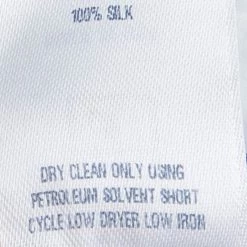 100% SILK
DRY CLEAN ONLY USING
PETROLEUM SOLVENT SHORT
CYCLE LOW DRYER LOW IRON